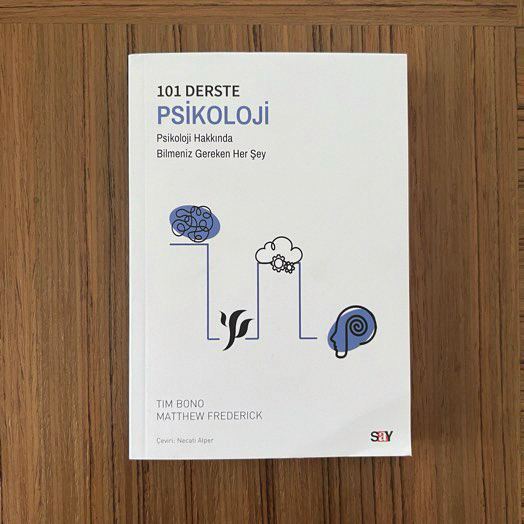 101 DERSTE
PSİKOLOJİ
Psikoloji Hakkında
Bilmeniz Gereken Her Şey
TIM BONO
MATTHEW FREDERICK
Çeviri: Necati Alper
say